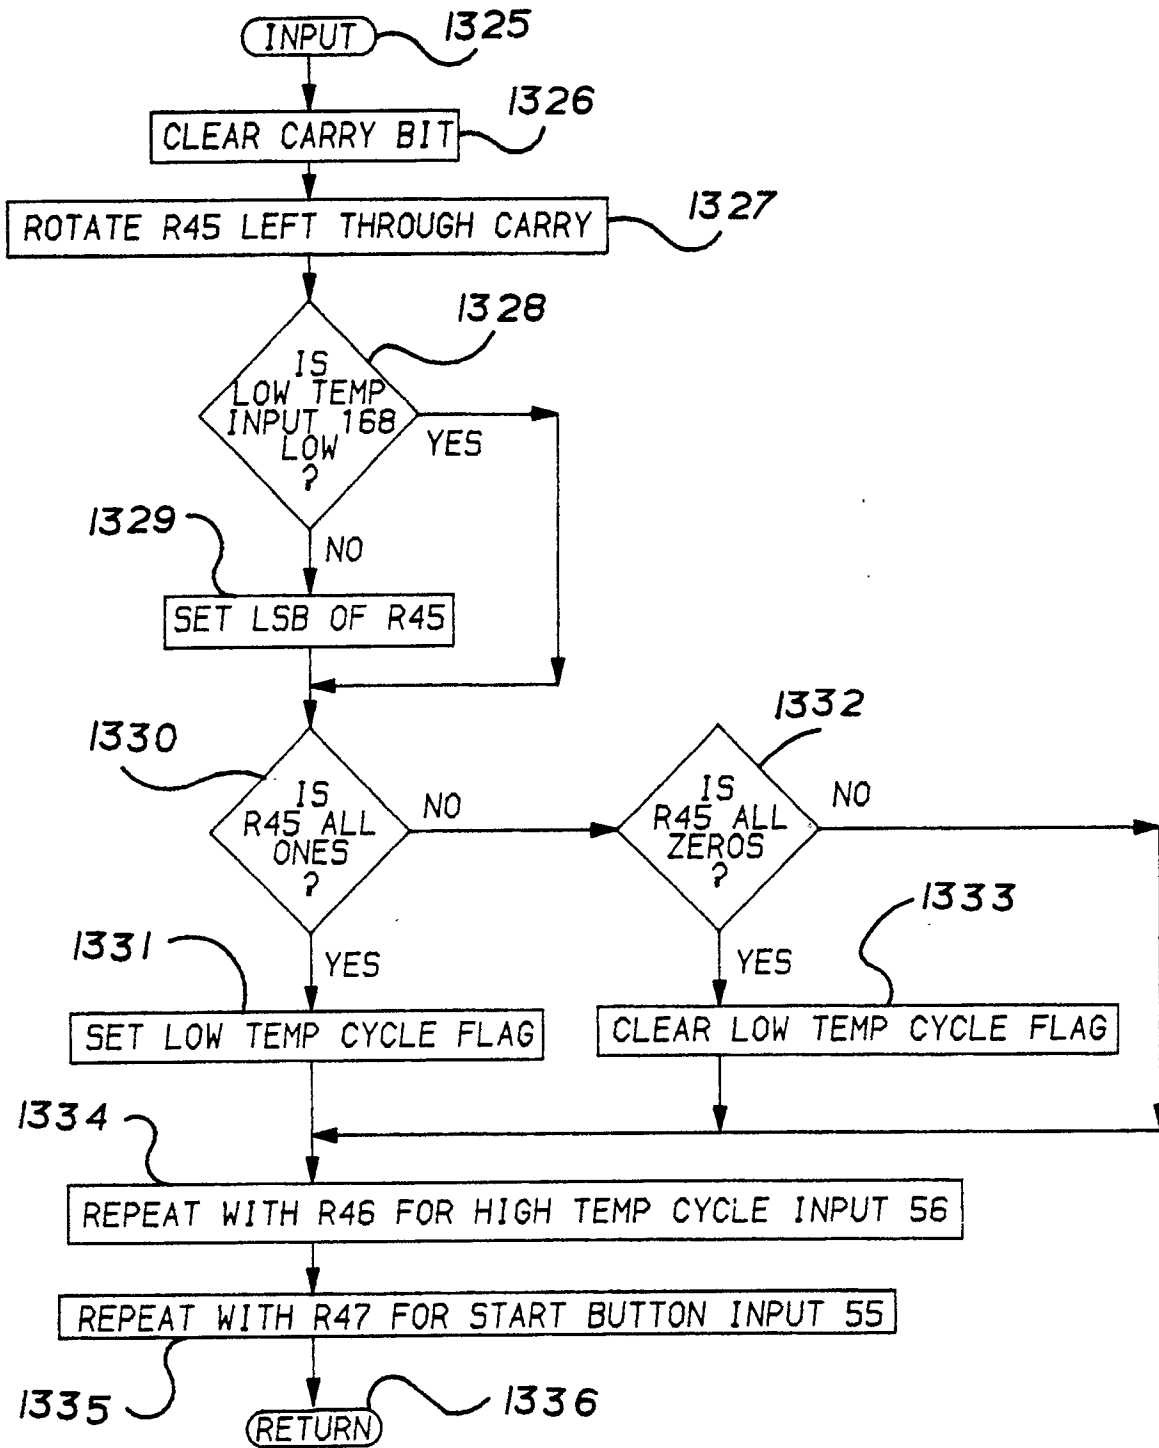 INPUT
1325
1326
CLEAR CARRY BIT
1327
ROTATE R45 LEFT THROUGH CARRY
1328
IS
LOW TEMP
INPUT 168
LOW
?
YES
1329
NO
SET LSB OF R45
1330
IS
R45 ALL
ONES
?
NO
1332
IS
R45 ALL
ZEROS
?
NO
1331
YES
1333
YES
SET LOW TEMP CYCLE FLAG
CLEAR LOW TEMP CYCLE FLAG
1334
REPEAT WITH R46 FOR HIGH TEMP CYCLE INPUT 56
REPEAT WITH R47 FOR START BUTTON INPUT 55
1335
RETURN
1336